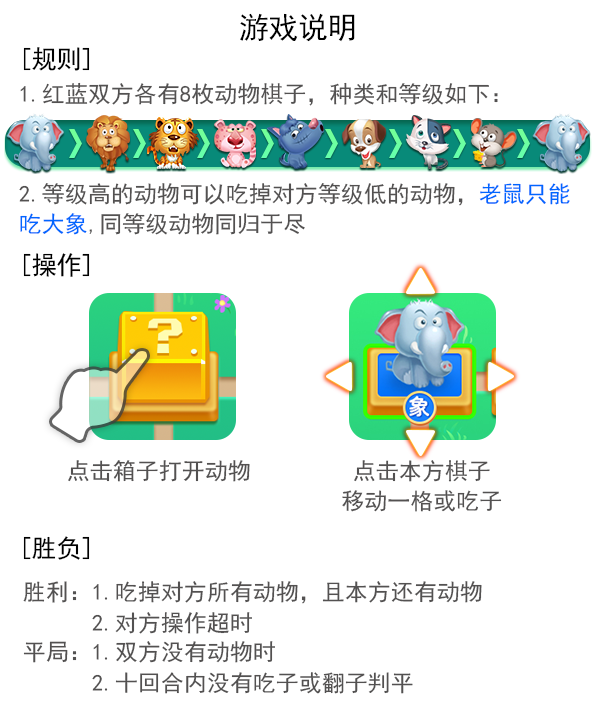 游戏说明
[规则]
1.红蓝双方各有8枚动物棋子，种类和等级如下：
2.等级高的动物可以吃掉对方等级低的动物，老鼠只能
吃大象,同等级动物同归于尽
[操作]
?
象
点击箱子打开动物
点击本方棋子
移动一格或吃子
[胜负]
胜利：1.吃掉对方所有动物，且本方还有动物
2.对方操作超时
平局：1.双方没有动物时
2.十回合内没有吃子或翻子判平